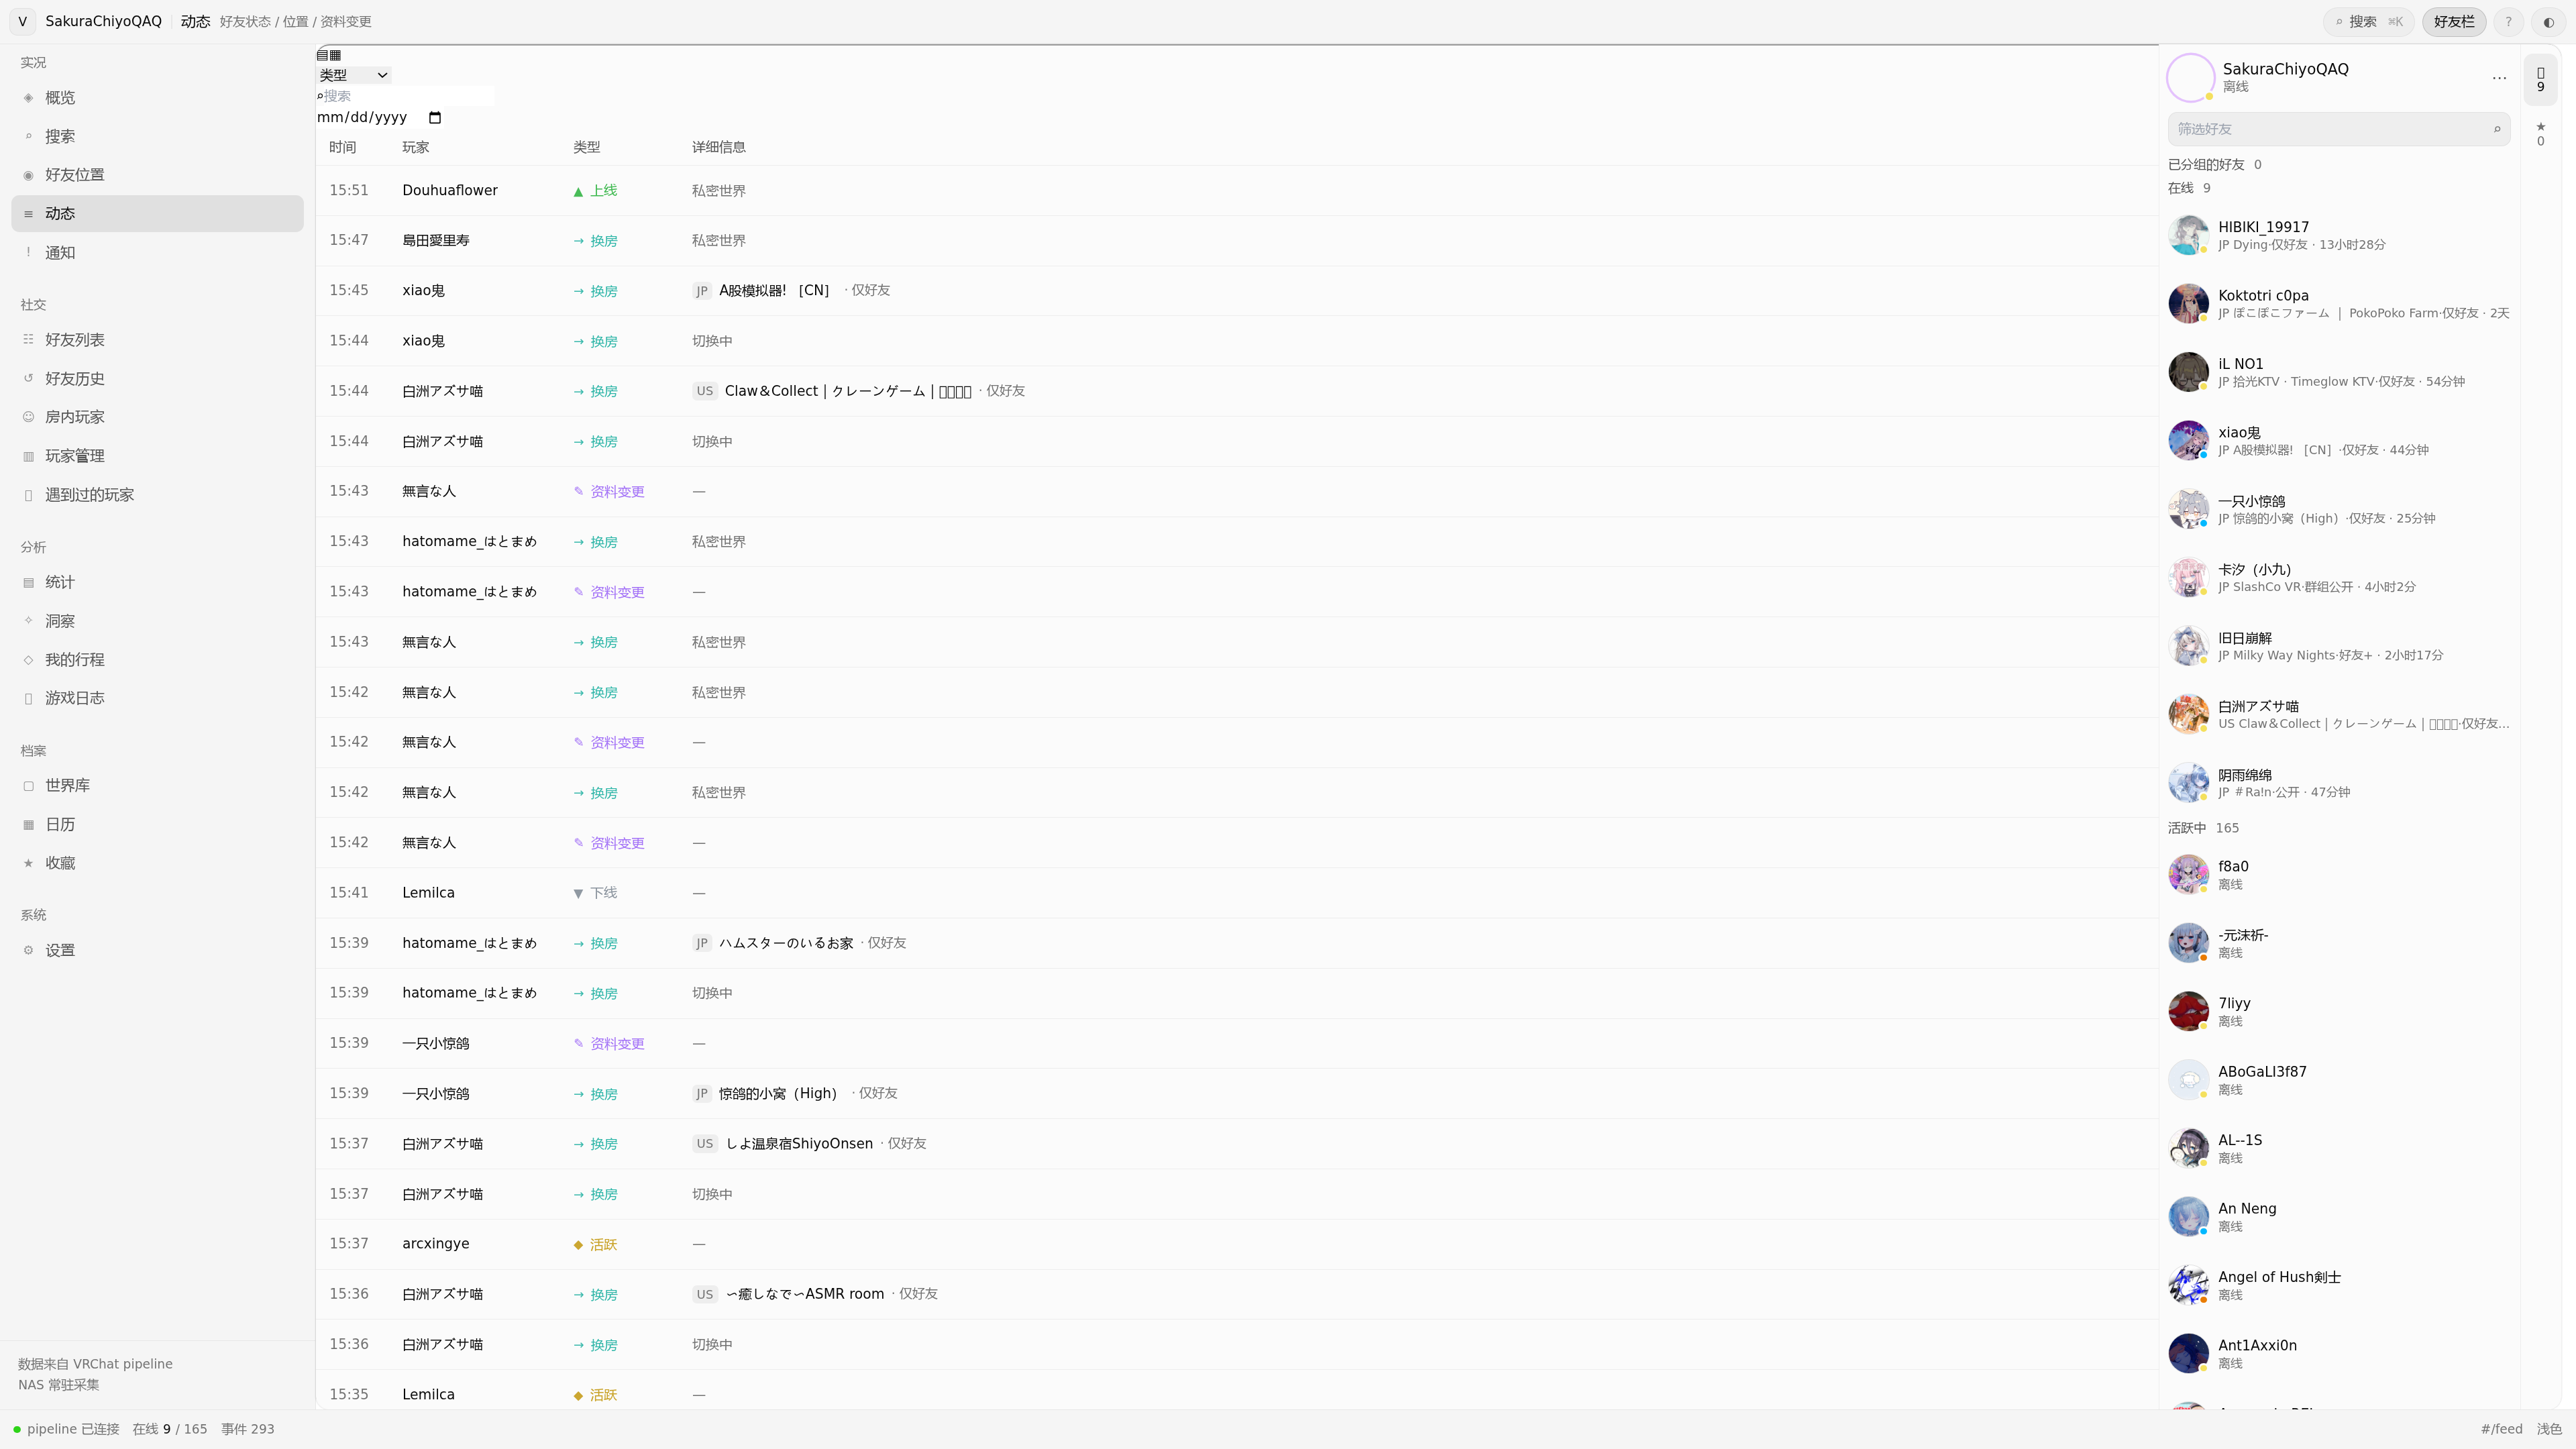 V SakuraChiyoQAQ 动态 好友状态 / 位置 / 资料变更
搜索 ⌘K 好友栏 ?
实况
概览
搜索
好友位置
动态
通知
社交
好友列表
好友历史
房内玩家
玩家管理
遇到过的玩家
分析
统计
洞察
我的行程
游戏日志
档案
世界库
日历
收藏
系统
设置
数据来自 VRChat pipeline
NAS 常驻采集
类型
搜索
mm/dd/yyyy
时间 玩家 类型 详细信息
15:51 Douhuaflower ▲ 上线 私密世界
15:47 島田愛里寿 → 换房 私密世界
15:45 xiao鬼 → 换房 JP A股模拟器! [CN] · 仅好友
15:44 xiao鬼 → 换房 切换中
15:44 白洲アズサ喵 → 换房 US Claw&Collect | クレーンゲーム | · 仅好友
15:44 白洲アズサ喵 → 换房 切换中
15:43 無言な人 ✎ 资料变更 —
15:43 hatomame_はとまめ → 换房 私密世界
15:43 hatomame_はとまめ ✎ 资料变更 —
15:43 無言な人 → 换房 私密世界
15:42 無言な人 → 换房 私密世界
15:42 無言な人 ✎ 资料变更 —
15:42 無言な人 → 换房 私密世界
15:42 無言な人 ✎ 资料变更 —
15:41 Lemilca ▼ 下线 —
15:39 hatomame_はとまめ → 换房 JP ハムスターのいるお家 · 仅好友
15:39 hatomame_はとまめ → 换房 切换中
15:39 一只小惊鸽 ✎ 资料变更 —
15:39 一只小惊鸽 → 换房 JP 惊鸽的小窝（High） · 仅好友
15:37 白洲アズサ喵 → 换房 US しよ温泉宿ShiyoOnsen · 仅好友
15:37 白洲アズサ喵 → 换房 切换中
15:37 arcxingye ◆ 活跃 —
15:36 白洲アズサ喵 → 换房 US ∽癒しなで∽ASMR room · 仅好友
15:36 白洲アズサ喵 → 换房 切换中
15:35 Lemilca ◆ 活跃 —
SakuraChiyoQAQ
离线
...
9
★
0
筛选好友
已分组的好友 0
在线 9
HIBIKI_19917
JP Dying·仅好友 · 13小时28分
Koktotri c0pa
JP ぽこぽこファーム ｜ PokoPoko Farm·仅好友 · 2天
iL NO1
JP 拾光KTV · Timeglow KTV·仅好友 · 54分钟
xiao鬼
JP A股模拟器! [CN] ·仅好友 · 44分钟
一只小惊鸽
JP 惊鸽的小窝（High）·仅好友 · 25分钟
卡汐（小九）
JP SlashCo VR·群组公开 · 4小时2分
旧日崩解
JP Milky Way Nights·好友+ · 2小时17分
白洲アズサ喵
US Claw&Collect | クレーンゲーム | ·仅好友...
阴雨绵绵
JP ＃Ra!n·公开 · 47分钟
活跃中 165
f8a0
离线
-元沫祈-
离线
7liyy
离线
ABoGaLI3f87
离线
AL--1S
离线
An Neng
离线
Angel of Hush剣士
离线
Ant1Axxi0n
离线
pipeline 已连接 在线 9 / 165 事件 293
#/feed 浅色